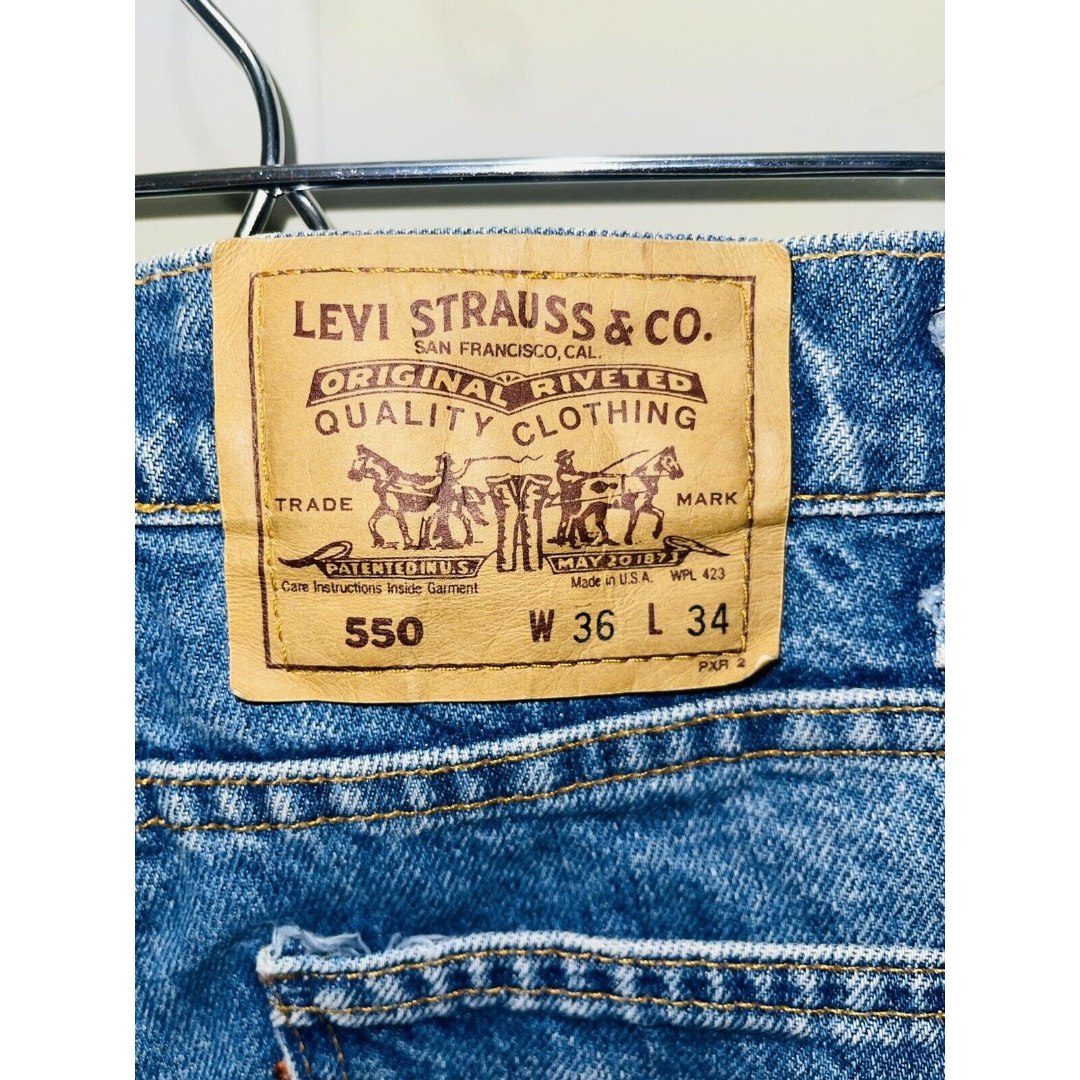 LEVI STRAUSS & CO.
SAN FRANCISCO, CAL.
ORIGINAL RIVETED
QUALITY CLOTHING
TRADE MARK
PATENTED IN U.S. MAY 20 1873
Care Instructions Inside Garment Made in U.S.A. WPL 423
550 W 36 L 34
PXR 2